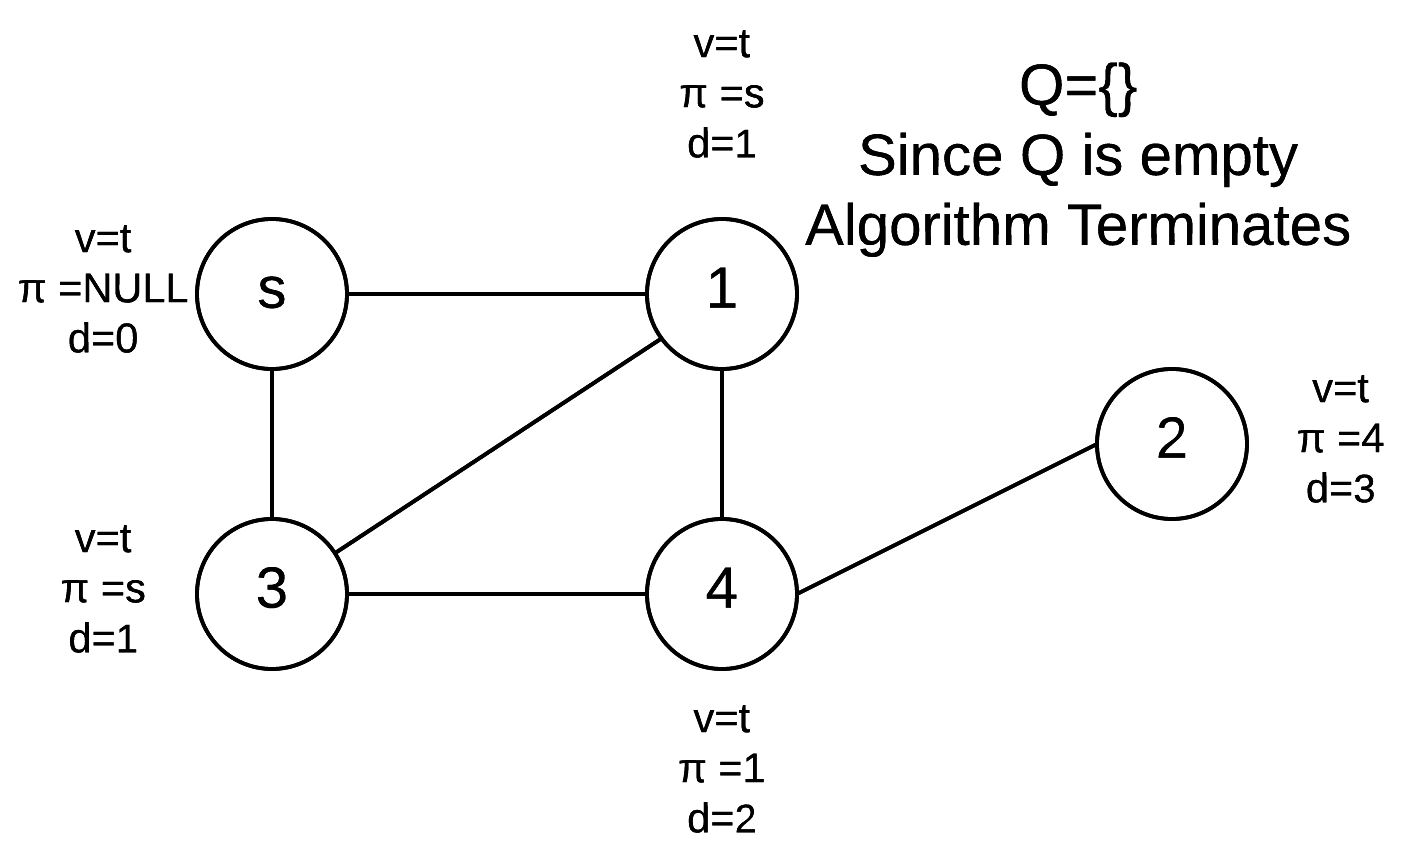 v=t
π =s
d=1
Q={}
Since Q is empty
Algorithm Terminates
v=t
π =NULL
d=0
s
1
v=t
π =4
d=3
2
v=t
π =s
d=1
3
4
v=t
π =1
d=2